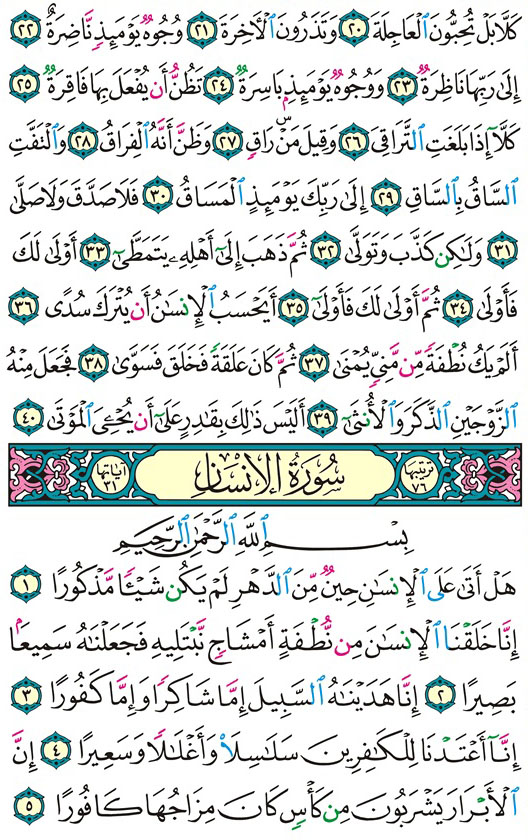 كَلَّا بَلْ تُحِبُّونَ ٱلْعَاجِلَةَ ٢٠ وَتَذَرُونَ ٱلْأَخِرَةَ ٢١ وُجُوهٌ يَوْمَئِذٍ نَّاضِرَةٌ ٢٢
إِلَىٰ رَبِّهَا نَاظِرَةٌ ٢٣ وَوُجُوهٌ يَوْمَئِذٍۭ بَاسِرَةٌ ٢٤ تَظُنُّ أَن يُفْعَلَ بِهَا فَاقِرَةٌ ٢٥
كَلَّآ إِذَا بَلَغَتِ ٱلتَّرَاقِىَ ٢٦ وَقِيلَ مَنْ ۜ رَاقٍ ٢٧ وَظَنَّ أَنَّهُ ٱلْفِرَاقُ ٢٨ وَٱلْتَفَّتِ
ٱلسَّاقُ بِٱلسَّاقِ ٢٩ إِلَىٰ رَبِّكَ يَوْمَئِذٍ ٱلْمَسَاقُ ٣٠ فَلَا صَدَّقَ وَلَا صَلَّىٰ
٣١ وَلَٰكِن كَذَّبَ وَتَوَلَّىٰ ٣٢ ثُمَّ ذَهَبَ إِلَىٰٓ أَهْلِهِۦ يَتَمَطَّىٰٓ ٣٣ أَوْلَىٰ لَكَ
فَأَوْلَىٰ ٣٤ ثُمَّ أَوْلَىٰ لَكَ فَأَوْلَىٰٓ ٣٥ أَيَحْسَبُ ٱلْإِنسَٰنُ أَن يُتْرَكَ سُدًى ٣٦
أَلَمْ يَكُ نُطْفَةً مِّن مَّنِىٍّ يُمْنَىٰ ٣٧ ثُمَّ كَانَ عَلَقَةً فَخَلَقَ فَسَوَّىٰ ٣٨ فَجَعَلَ مِنْهُ
ٱلزَّوْجَيْنِ ٱلذَّكَرَ وَٱلْأُنثَىٰٓ ٣٩ أَلَيْسَ ذَٰلِكَ بِقَٰدِرٍ عَلَىٰٓ أَن يُحْـِۧىَ ٱلْمَوْتَىٰ ٤٠
ترتيبها ٧٦ سُورَةُ الإِنسَان آياتها ٣١
بِسْمِ ٱللَّهِ ٱلرَّحْمَٰنِ ٱلرَّحِيمِ
هَلْ أَتَىٰ عَلَى ٱلْإِنسَٰنِ حِينٌ مِّنَ ٱلدَّهْرِ لَمْ يَكُن شَيْـًٔا مَّذْكُورًا ١
إِنَّا خَلَقْنَا ٱلْإِنسَٰنَ مِن نُّطْفَةٍ أَمْشَاجٍ نَّبْتَلِيهِ فَجَعَلْنَٰهُ سَمِيعًۢا
بَصِيرًا ٢ إِنَّا هَدَيْنَٰهُ ٱلسَّبِيلَ إِمَّا شَاكِرًا وَإِمَّا كَفُورًا ٣
إِنَّآ أَعْتَدْنَا لِلْكَٰفِرِينَ سَلَٰسِلَا۟ وَأَغْلَٰلًا وَسَعِيرًا ٤ إِنَّ
ٱلْأَبْرَارَ يَشْرَبُونَ مِن كَأْسٍ كَانَ مِزَاجُهَا كَافُورًا ٥